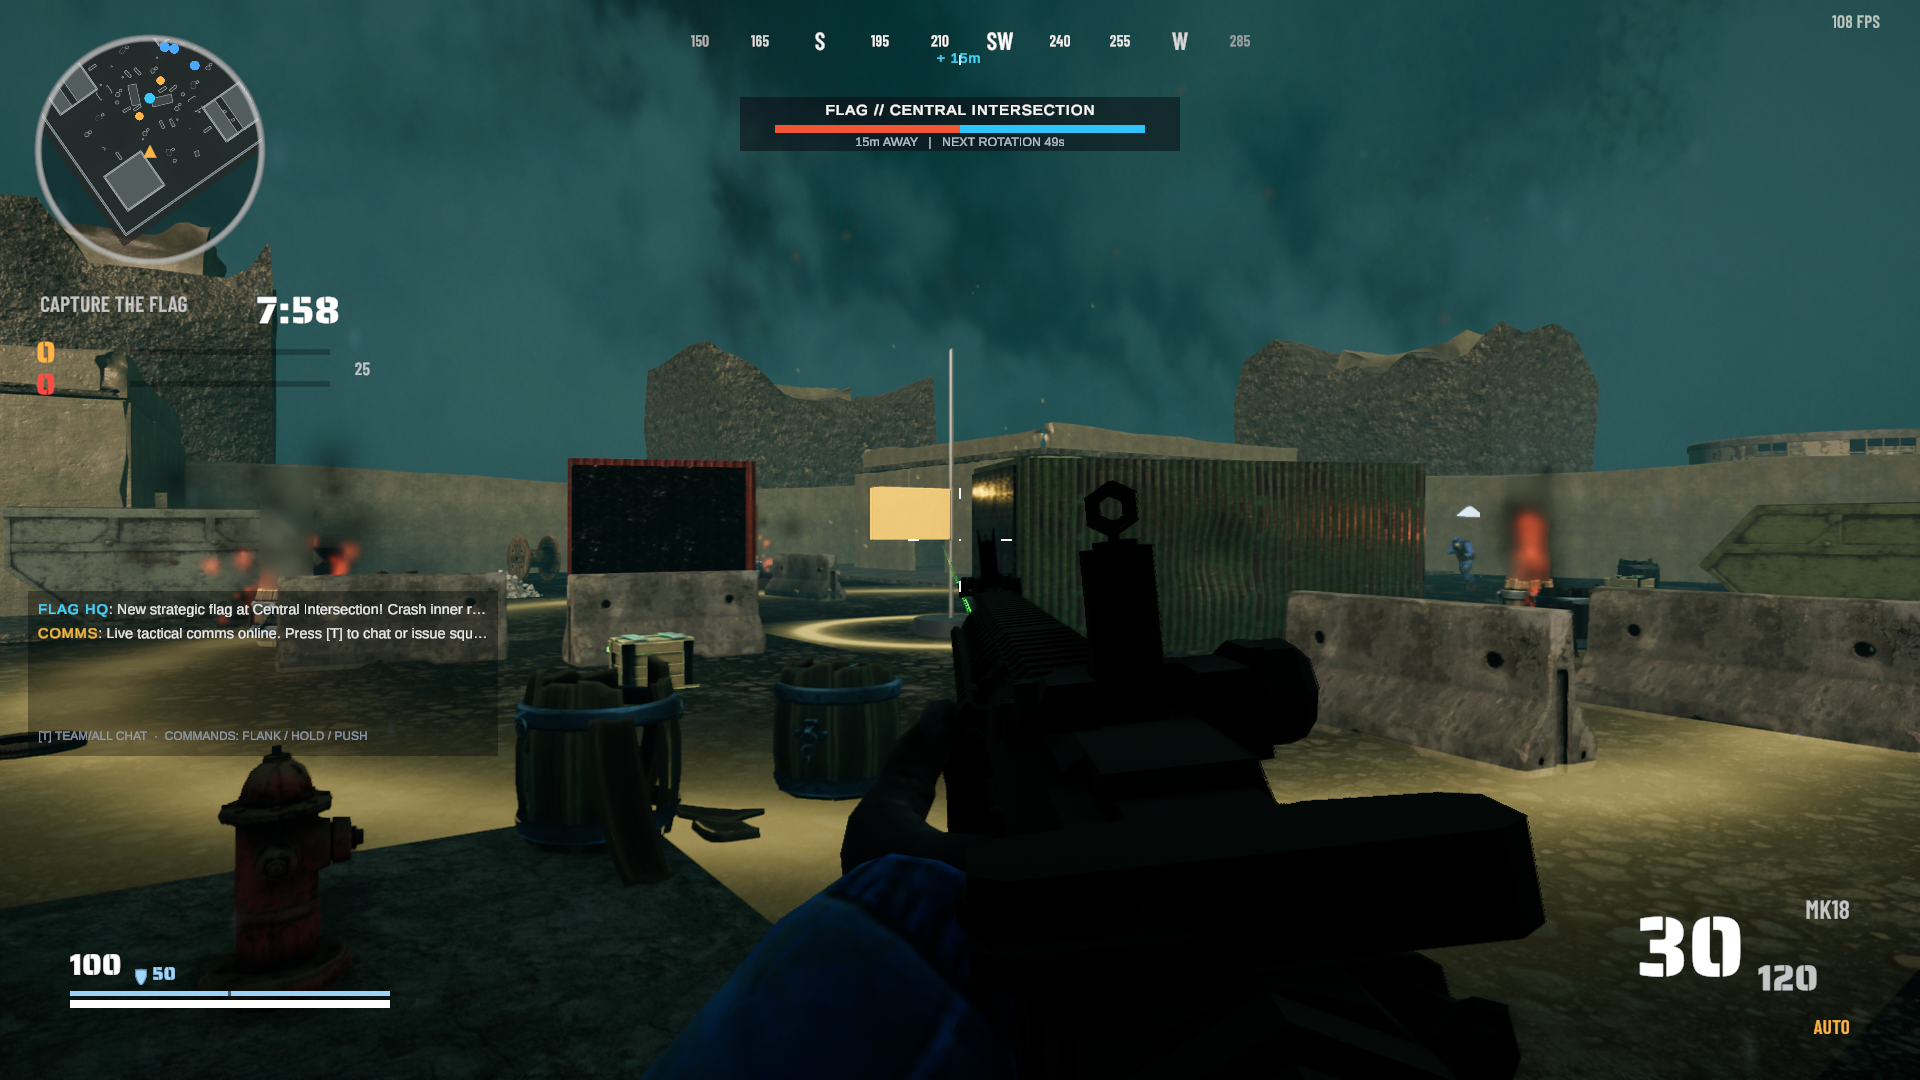 108 FPS
150 165 S 195 210 SW 240 255 W 285
+ 15m
FLAG // CENTRAL INTERSECTION
15m AWAY | NEXT ROTATION 49s
CAPTURE THE FLAG 7:58
0
25
0
FLAG HQ: New strategic flag at Central Intersection! Crash inner r...
COMMS: Live tactical comms online. Press [T] to chat or issue squ...
[T] TEAM/ALL CHAT · COMMANDS: FLANK / HOLD / PUSH
100 50
MK18
30 120
AUTO